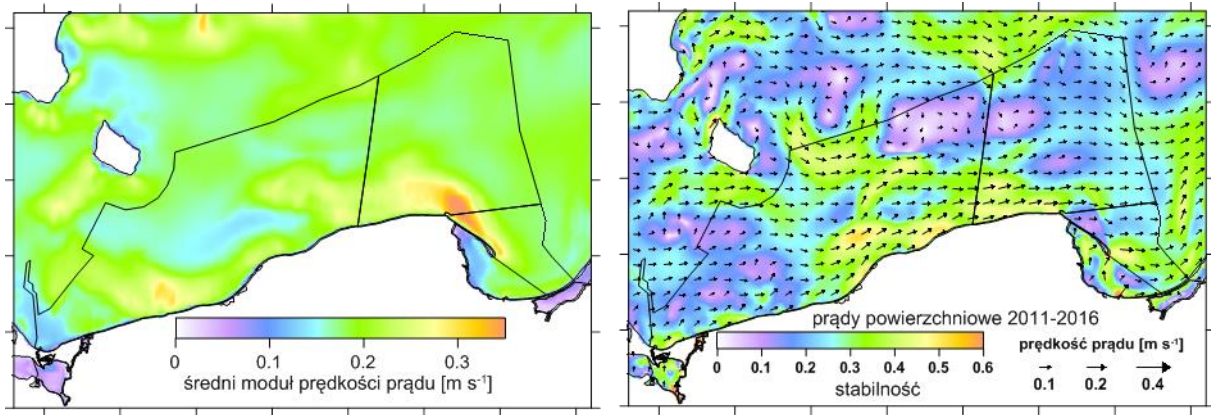 0 0.1 0.2 0.3
średni moduł prędkości prądu [m s⁻¹]
prądy powierzchniowe 2011-2016
0 0.1 0.2 0.3 0.4 0.5 0.6
stabilność
prędkość prądu [m s⁻¹]
0.1 0.2 0.4